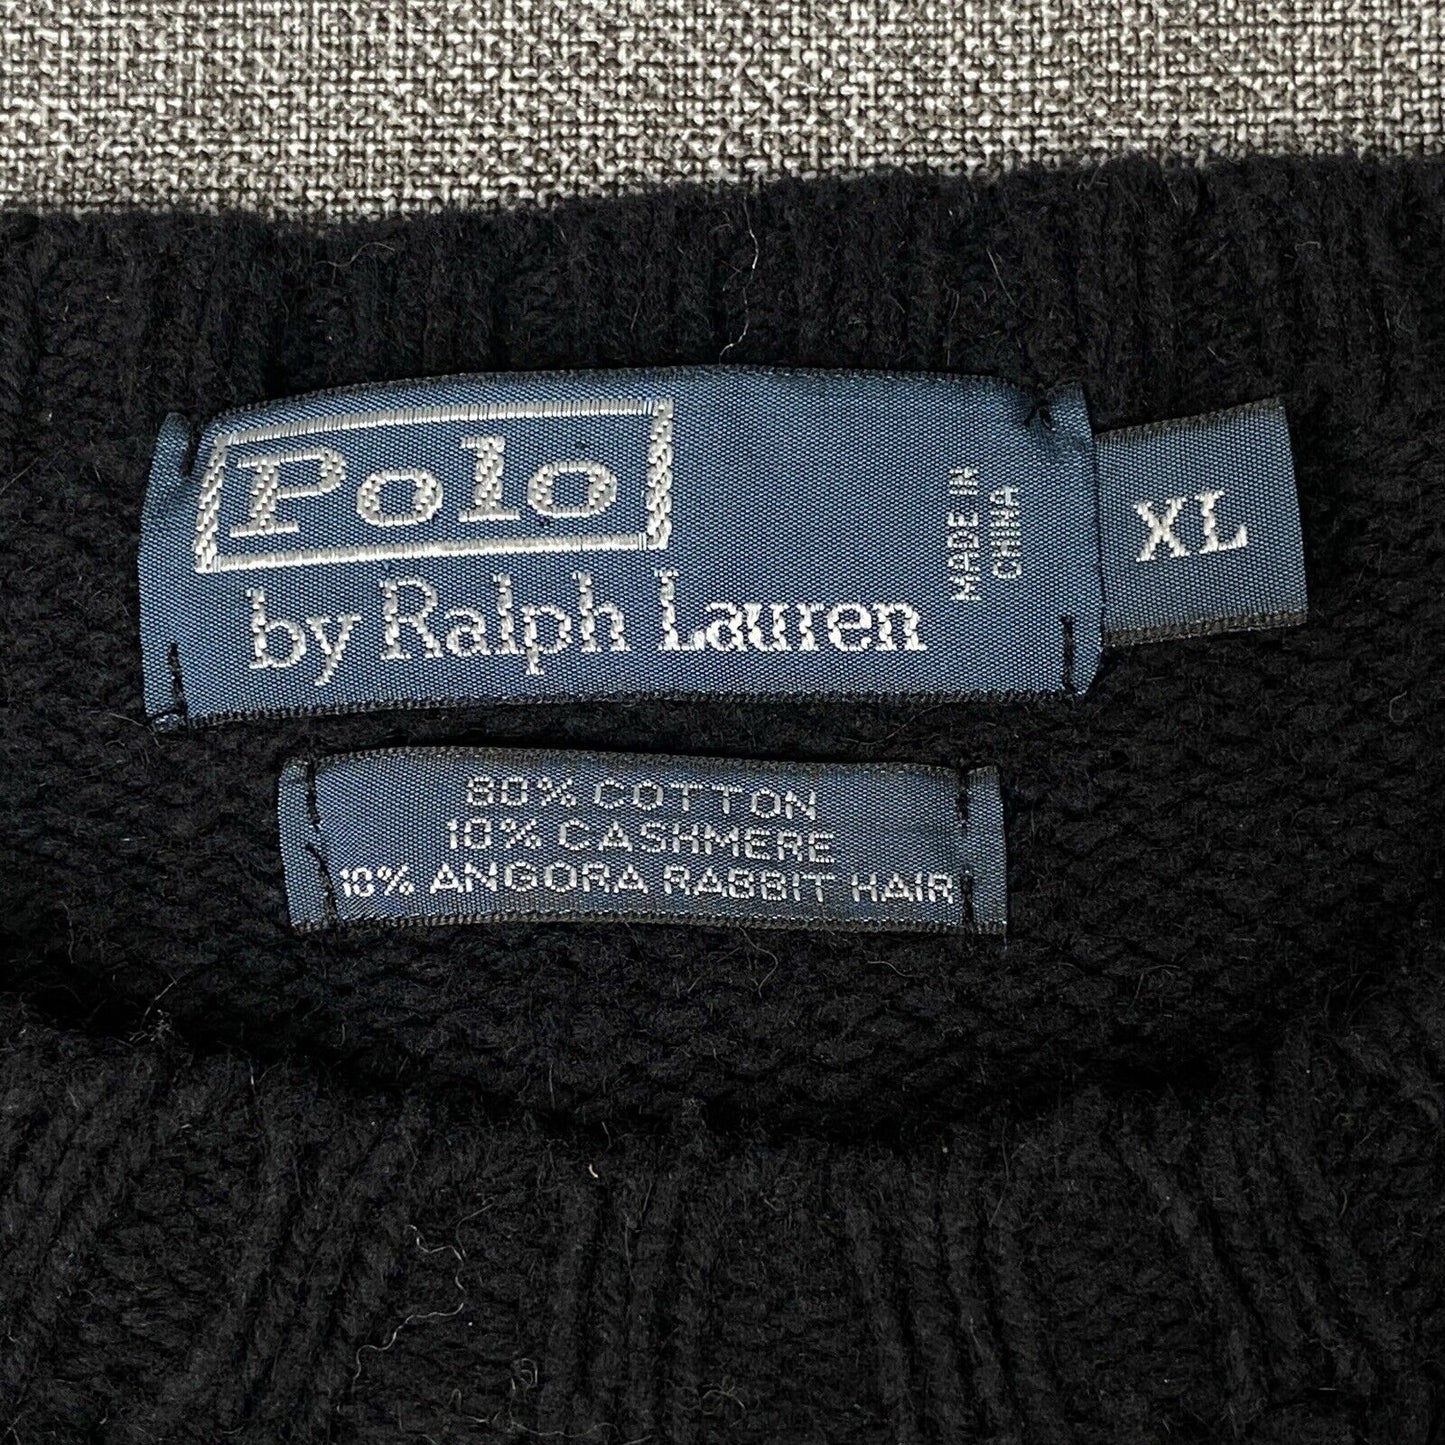 Polo
by Ralph Lauren
MADE IN
CHINA
XL
80% COTTON
10% CASHMERE
10% ANGORA RABBIT HAIR